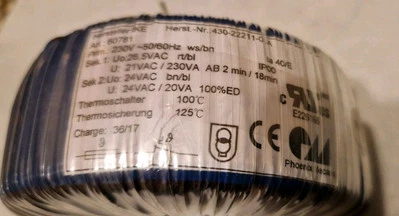 Herst.-Nr.:430-22211-0
Art. 60781
Prim. 230V ~50/60Hz ws/bn
ta 40/E
Sek.1: Uo:26.5VAC rt/bl
IP00
U: 21VAC / 230VA AB 2 min / 18min
Sek.2: Uo: 24VAC bn/bl
U: 24VAC / 20VA 100%ED
Thermoschalter 100°C
Thermosicherung 125°C
Charge: 36/17
9
c
CE